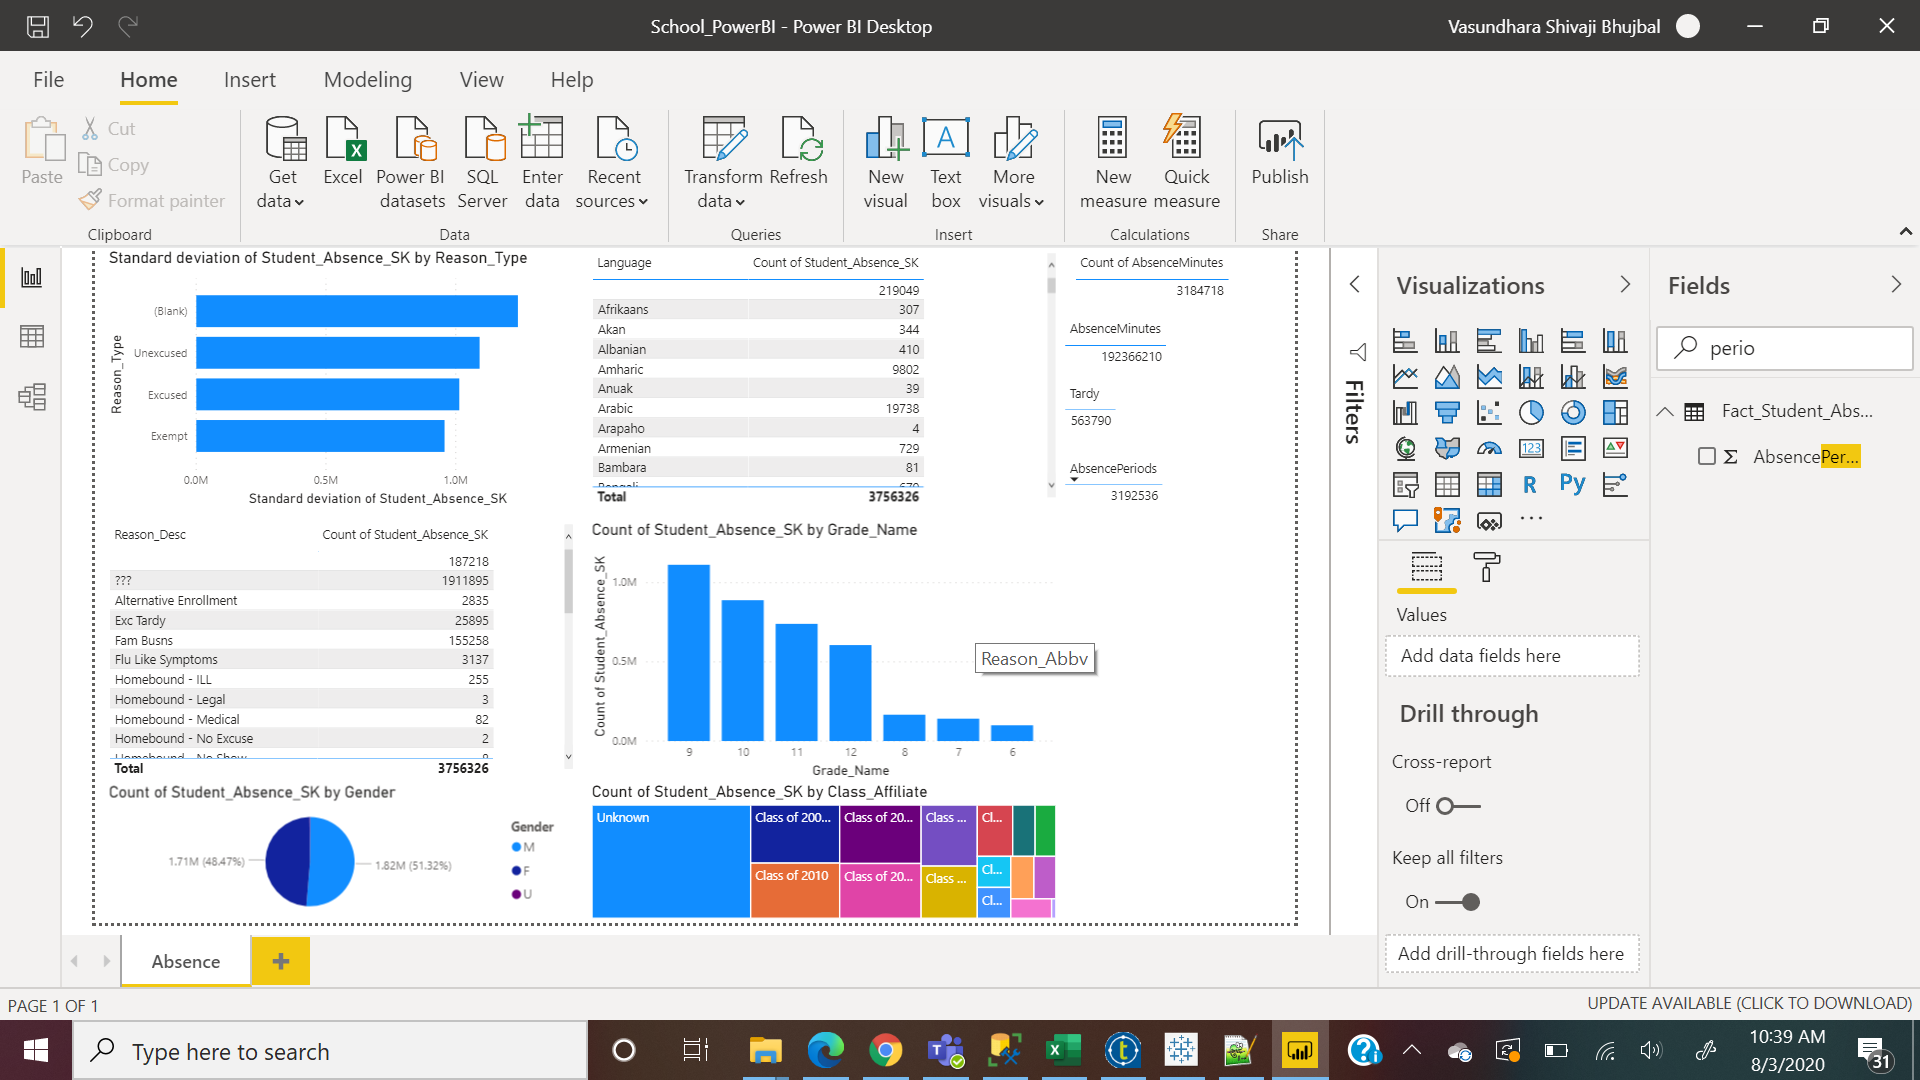 School_PowerBI - Power BI Desktop
Vasundhara Shivaji Bhujbal
File Home Insert Modeling View Help
Paste
Cut
Copy
Format painter
Clipboard
Get data
Excel
Power BI datasets
SQL Server
Enter data
Recent sources
Data
Transform data
Refresh
Queries
New visual
Text box
More visuals
Insert
New measure
Quick measure
Calculations
Publish
Share
Standard deviation of Student_Absence_SK by Reason_Type
Reason_Type
(Blank)
Unexcused
Excused
Exempt
0.0M 0.5M 1.0M
Standard deviation of Student_Absence_SK
Language Count of Student_Absence_SK
219049
Afrikaans 307
Akan 344
Albanian 410
Amharic 9802
Anuak 39
Arabic 19738
Arapaho 4
Armenian 729
Bambara 81
Total 3756326
Count of AbsenceMinutes
3184718
AbsenceMinutes
192366210
Tardy
563790
AbsencePeriods
3192536
Reason_Desc Count of Student_Absence_SK
187218
??? 1911895
Alternative Enrollment 2835
Exc Tardy 25895
Fam Busns 155258
Flu Like Symptoms 3137
Homebound - ILL 255
Homebound - Legal 3
Homebound - Medical 82
Homebound - No Excuse 2
Total 3756326
Count of Student_Absence_SK by Grade_Name
Count of Student_Absence_SK
1.0M
0.5M
0.0M
9 10 11 12 8 7 6
Grade_Name
Reason_Abbv
Count of Student_Absence_SK by Gender
1.71M (48.47%)
1.82M (51.32%)
Gender
M
F
U
Count of Student_Absence_SK by Class_Affiliate
Unknown
Class of 200...
Class of 20...
Class ...
Cl...
Class of 2010
Class of 20...
Class ...
Cl...
Cl...
Filters
Visualizations
123
R
Py
...
Values
Add data fields here
Drill through
Cross-report
Off
Keep all filters
On
Add drill-through fields here
Fields
perio
Fact_Student_Abs...
Σ AbsencePer...
Absence
+
PAGE 1 OF 1
UPDATE AVAILABLE (CLICK TO DOWNLOAD)
Type here to search
10:39 AM
8/3/2020
31